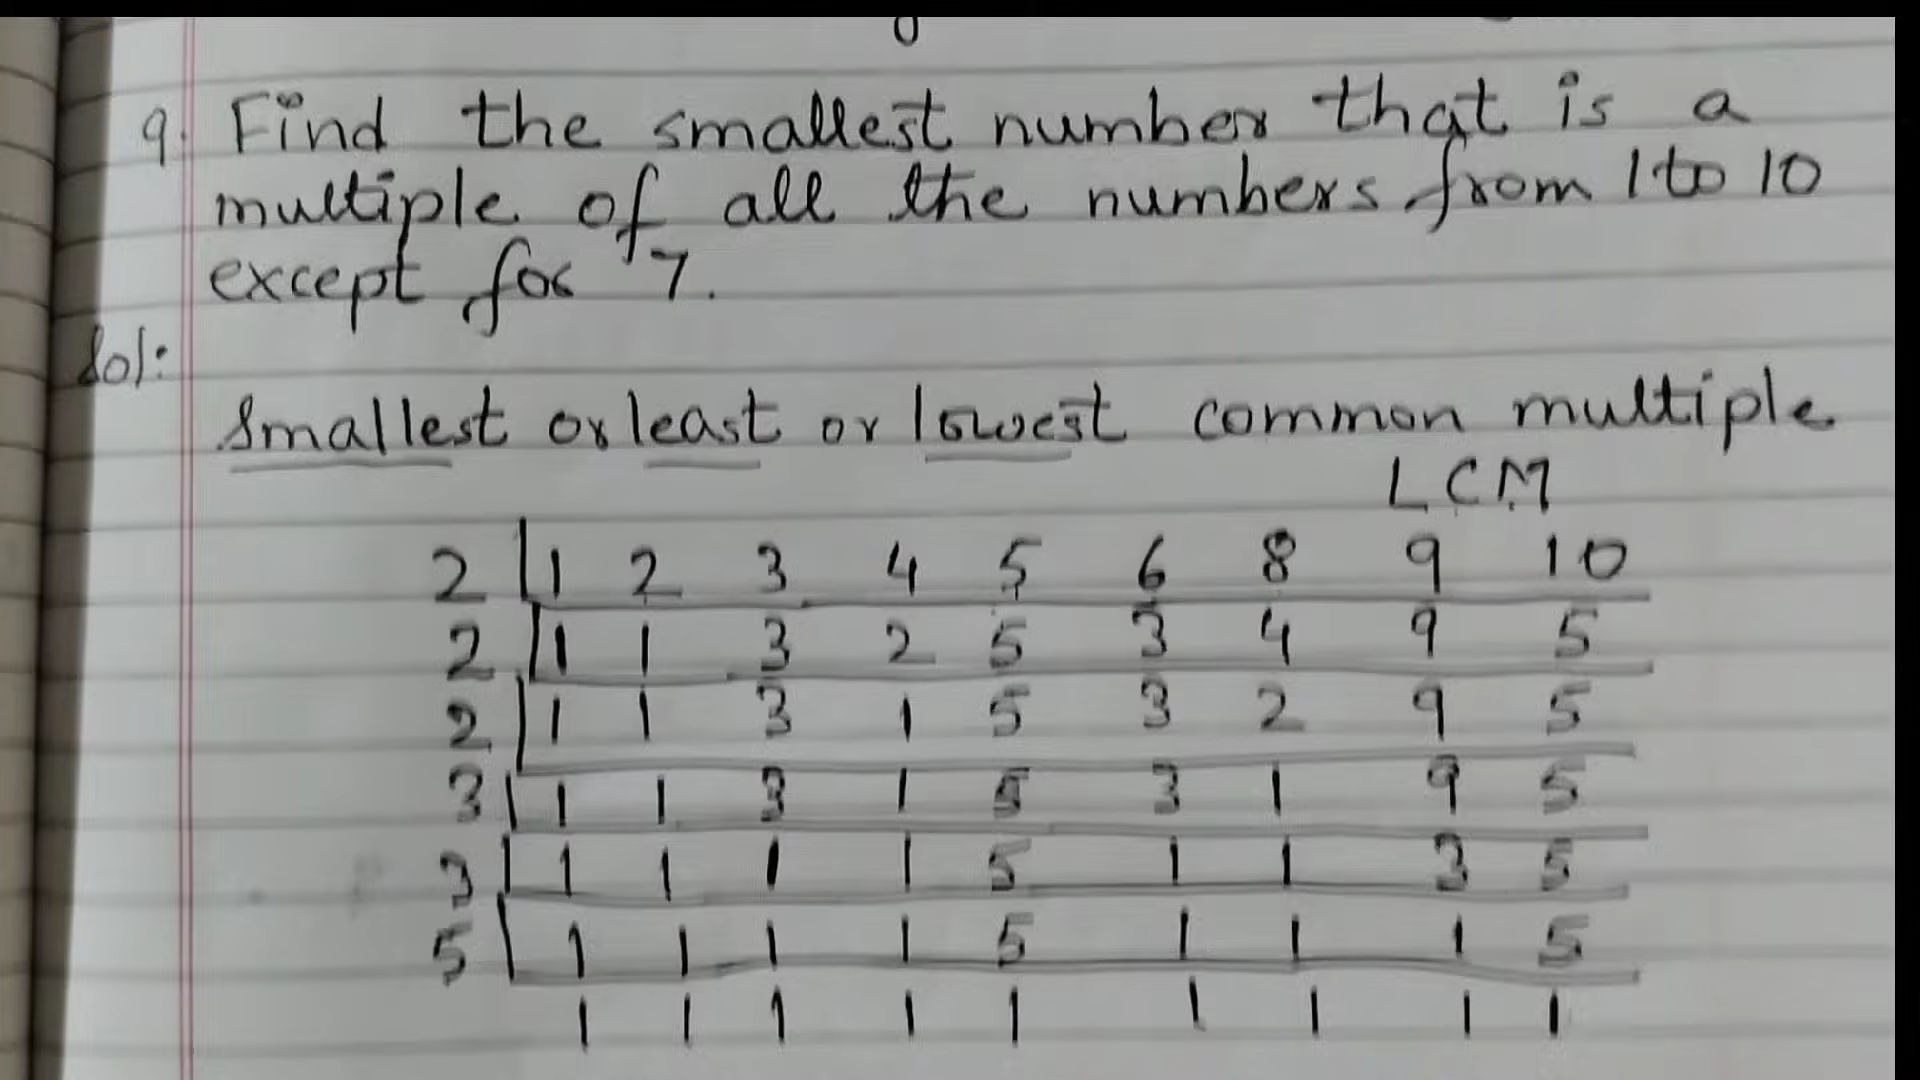 9. Find the smallest number that is a
multiple of all the numbers from 1 to 10
except for 7.
Sol:
Smallest or least or lowest common multiple
LCM
2 1 2 3 4 5 6 8 9 10
2 1 1 3 2 5 3 4 9 5
2 1 1 3 1 5 3 2 9 5
3 1 1 3 1 5 3 1 9 5
3 1 1 1 1 5 1 1 3 5
5 1 1 1 1 5 1 1 1 5
1 1 1 1 1 1 1 1 1